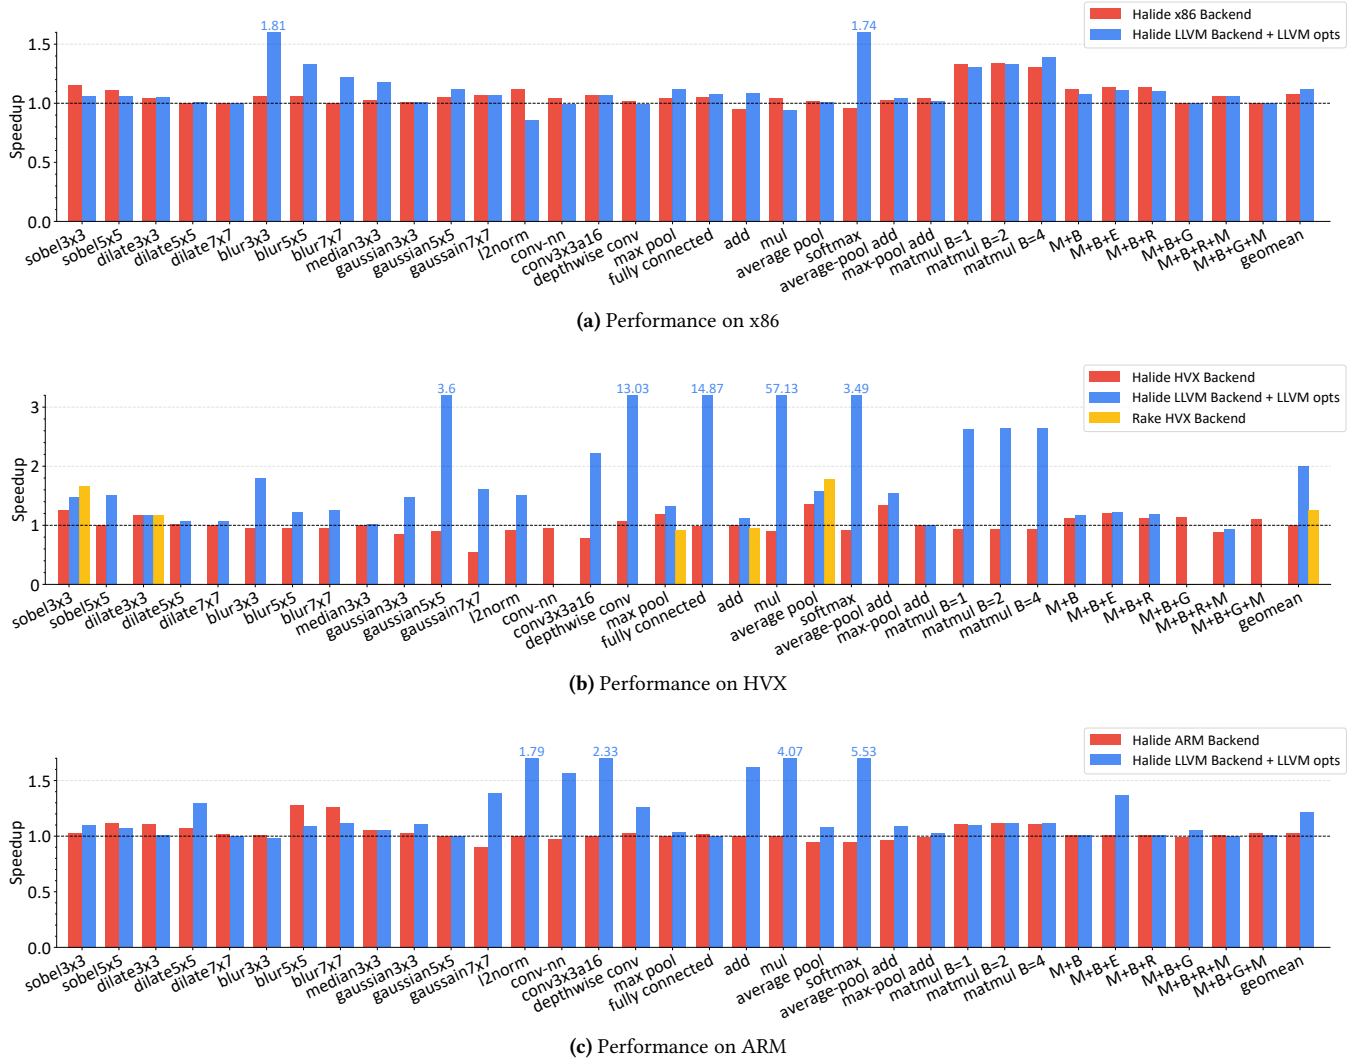 1.81
1.74
Halide x86 Backend
Halide LLVM Backend + LLVM opts
Speedup
1.5
1.0
0.5
0.0
sobel3x3
sobel5x5
dilate3x3
dilate5x5
dilate7x7
blur3x3
blur5x5
blur7x7
median3x3
gaussian3x3
gaussian5x5
gaussain7x7
l2norm
conv-nn
conv3x3a16
depthwise conv
max pool
fully connected
add
mul
average pool
softmax
average-pool add
max-pool add
matmul B=1
matmul B=2
matmul B=4
M+B
M+B+E
M+B+R
M+B+G
M+B+R+M
M+B+G+M
geomean
(a) Performance on x86
3.6
13.03
14.87
57.13
3.49
Halide HVX Backend
Halide LLVM Backend + LLVM opts
Rake HVX Backend
Speedup
3
2
1
0
sobel3x3
sobel5x5
dilate3x3
dilate5x5
dilate7x7
blur3x3
blur5x5
blur7x7
median3x3
gaussian3x3
gaussian5x5
gaussain7x7
l2norm
conv-nn
conv3x3a16
depthwise conv
max pool
fully connected
add
mul
average pool
softmax
average-pool add
max-pool add
matmul B=1
matmul B=2
matmul B=4
M+B
M+B+E
M+B+R
M+B+G
M+B+R+M
M+B+G+M
geomean
(b) Performance on HVX
1.79
2.33
4.07
5.53
Halide ARM Backend
Halide LLVM Backend + LLVM opts
Speedup
1.5
1.0
0.5
0.0
sobel3x3
sobel5x5
dilate3x3
dilate5x5
dilate7x7
blur3x3
blur5x5
blur7x7
median3x3
gaussian3x3
gaussian5x5
gaussain7x7
l2norm
conv-nn
conv3x3a16
depthwise conv
max pool
fully connected
add
mul
average pool
softmax
average-pool add
max-pool add
matmul B=1
matmul B=2
matmul B=4
M+B
M+B+E
M+B+R
M+B+G
M+B+R+M
M+B+G+M
geomean
(c) Performance on ARM